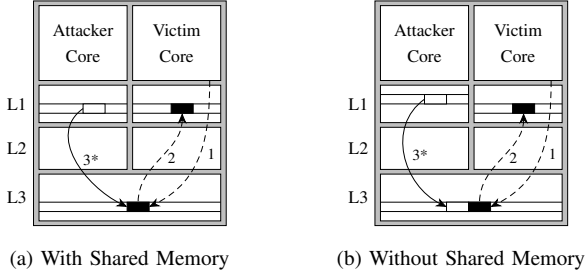 Attacker Core
Victim Core
Attacker Core
Victim Core
L1
L2
L3
3*
2
1
L1
L2
L3
3*
2
1
(a) With Shared Memory
(b) Without Shared Memory